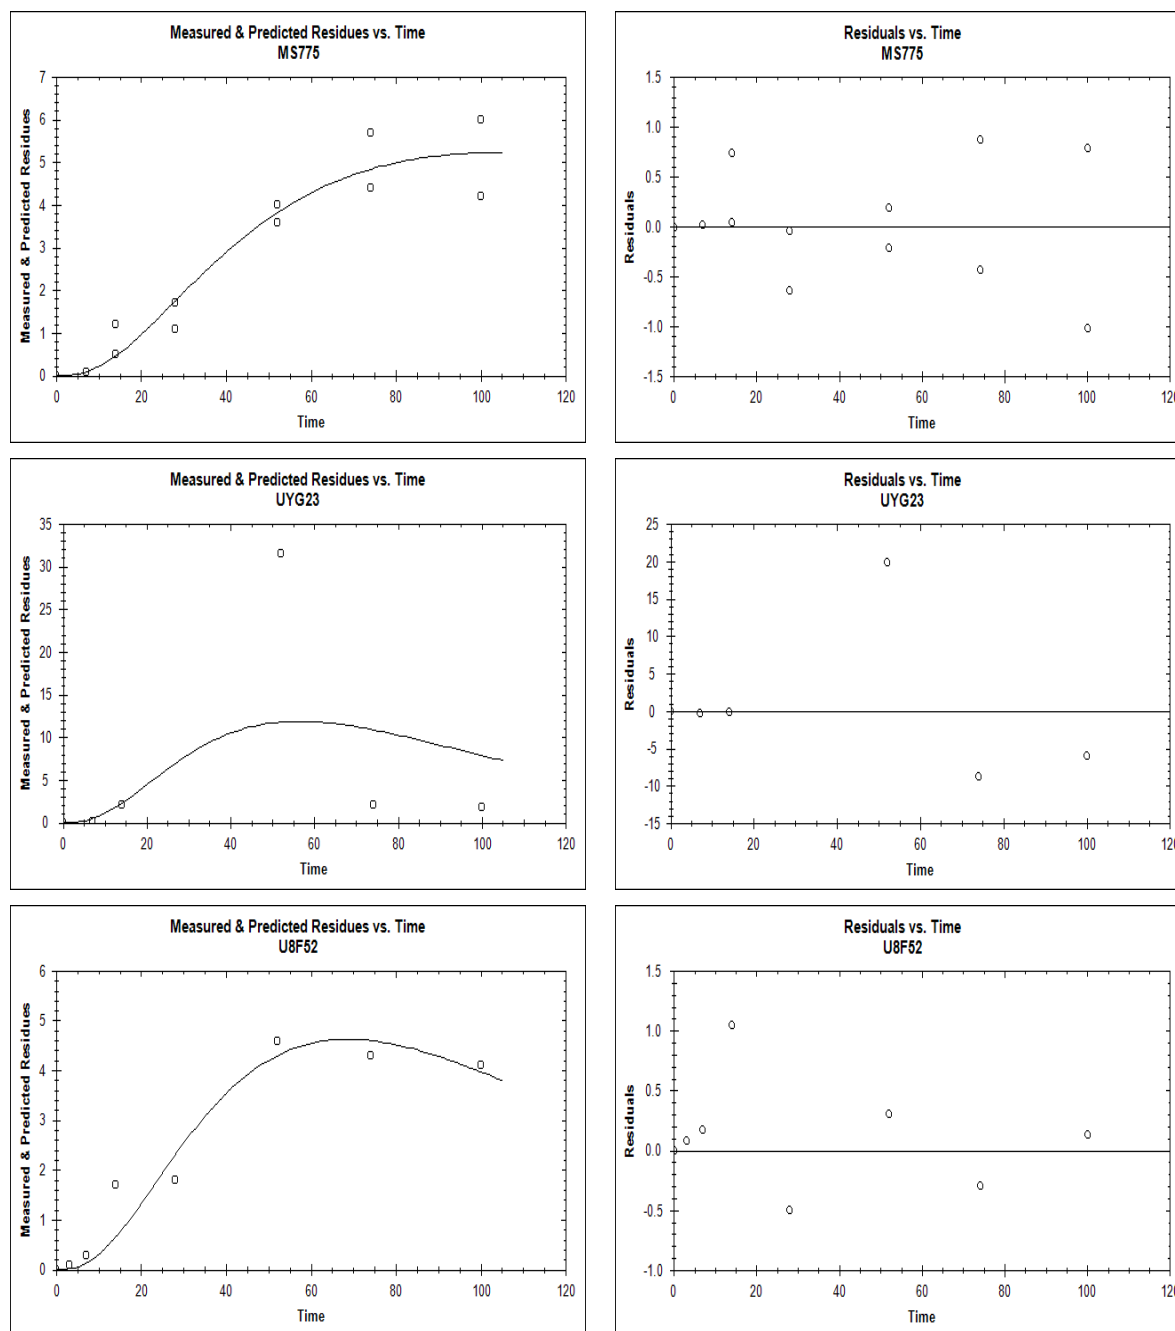 Measured & Predicted Residues vs. Time
MS775
Measured & Predicted Residues
7
6
5
4
3
2
1
0
0 20 40 60 80 100 120
Time
Residuals vs. Time
MS775
Residuals
1.5
1.0
0.5
0.0
-0.5
-1.0
-1.5
0 20 40 60 80 100 120
Time
Measured & Predicted Residues vs. Time
UYG23
Measured & Predicted Residues
35
30
25
20
15
10
5
0
0 20 40 60 80 100 120
Time
Residuals vs. Time
UYG23
Residuals
25
20
15
10
5
0
-5
-10
-15
0 20 40 60 80 100 120
Time
Measured & Predicted Residues vs. Time
U8F52
Measured & Predicted Residues
6
5
4
3
2
1
0
0 20 40 60 80 100 120
Time
Residuals vs. Time
U8F52
Residuals
1.5
1.0
0.5
0.0
-0.5
-1.0
0 20 40 60 80 100 120
Time